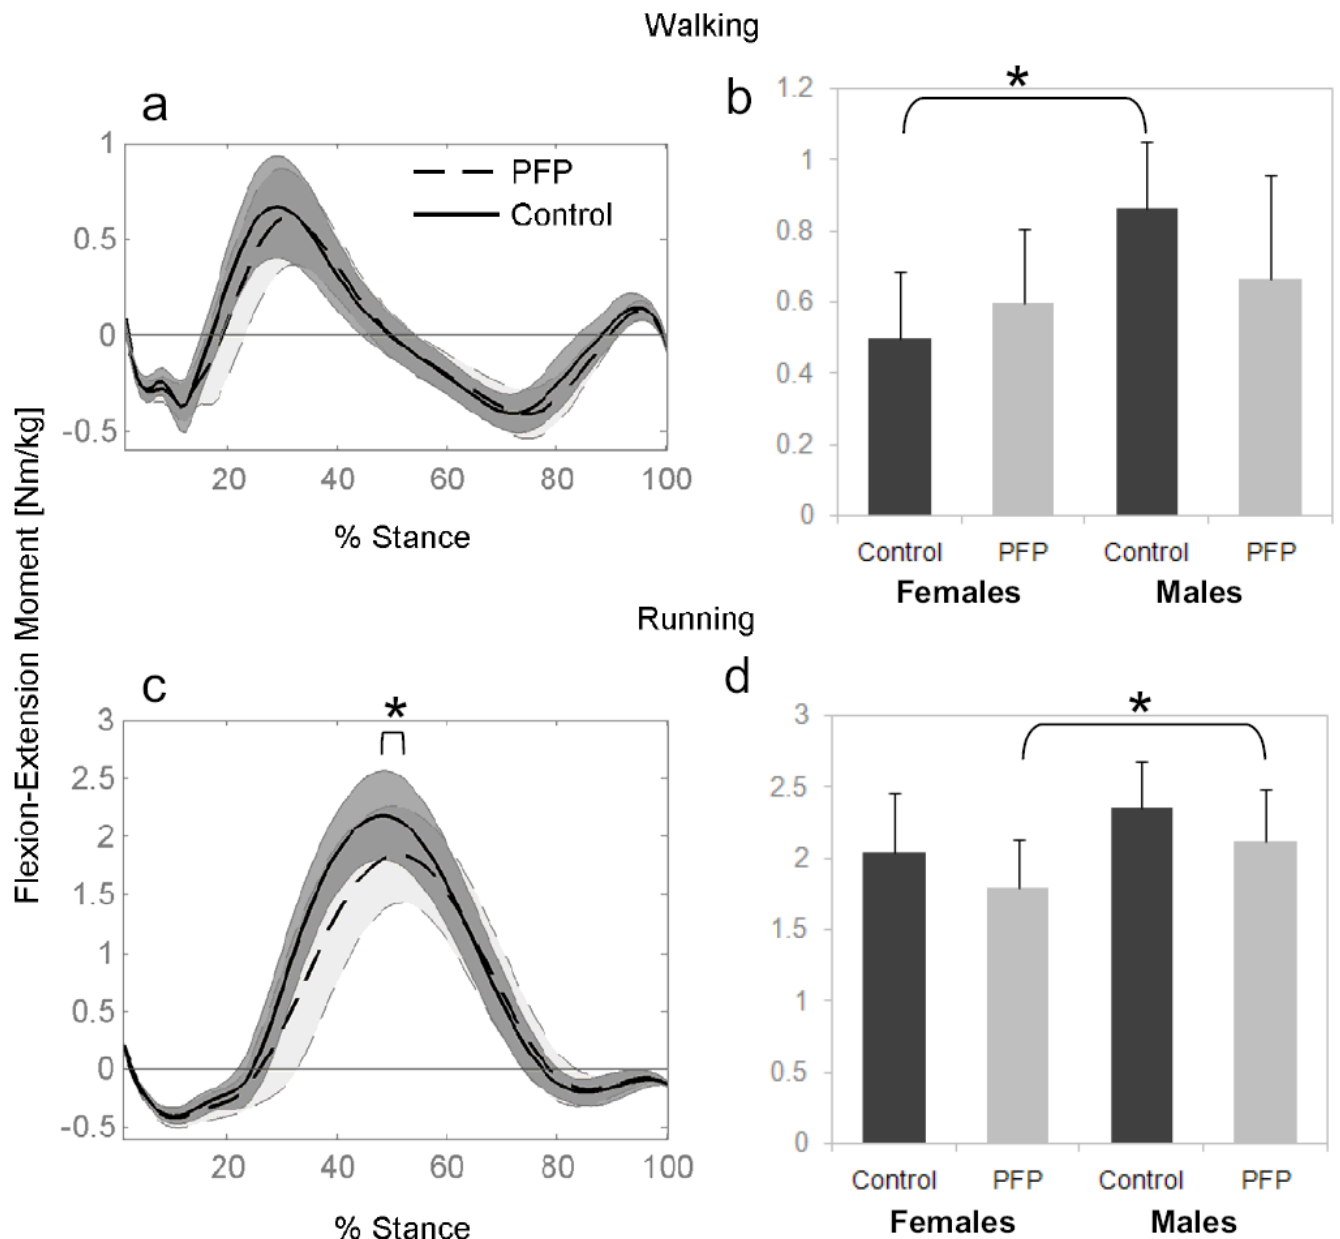 Walking
a
1
0.5
0
-0.5
20 40 60 80 100
% Stance
PFP
Control
b
*
1.2
1
0.8
0.6
0.4
0.2
0
Control PFP Control PFP
Females Males
Flexion-Extension Moment [Nm/kg]
Running
c
*
3
2.5
2
1.5
1
0.5
0
-0.5
20 40 60 80 100
% Stance
d
*
3
2.5
2
1.5
1
0.5
0
Control PFP Control PFP
Females Males